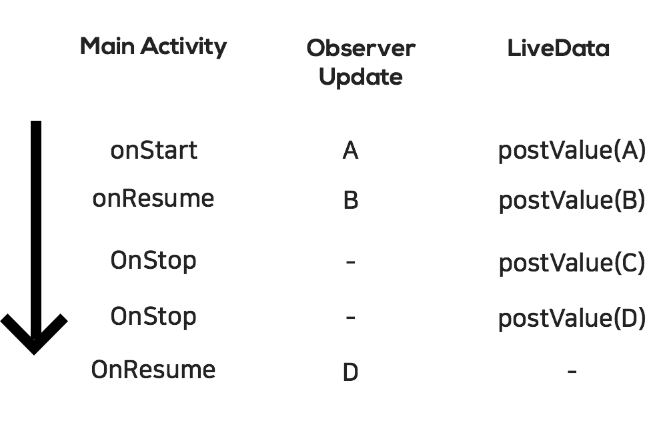 Main Activity Observer Update LiveData
onStart A postValue(A)
onResume B postValue(B)
OnStop - postValue(C)
OnStop - postValue(D)
OnResume D -